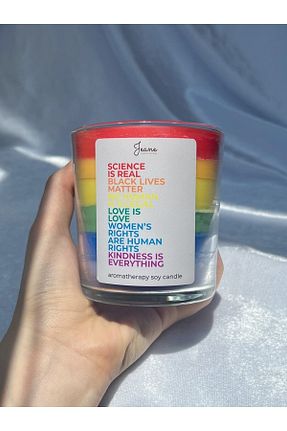 Jeane
SCIENCE
IS REAL
BLACK LIVES
MATTER
LOVE IS
LOVE
WOMEN'S
RIGHTS
ARE HUMAN
RIGHTS
KINDNESS IS
EVERYTHING
aromatherapy soy candle